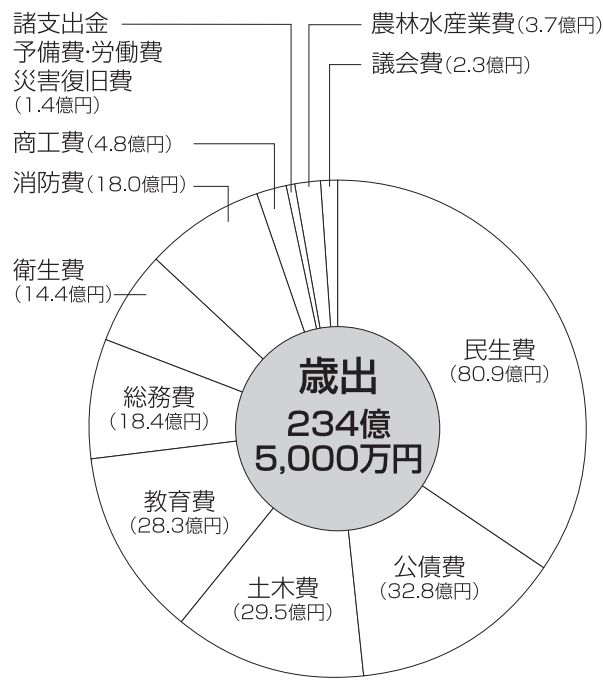 諸支出金
予備費·労働費
災害復旧費
(1.4億円)
商工費(4.8億円)
消防費(18.0億円)
衛生費
(14.4億円)
総務費
(18.4億円)
教育費
(28.3億円)
土木費
(29.5億円)
公債費
(32.8億円)
民生費
(80.9億円)
農林水産業費(3.7億円)
議会費(2.3億円)
歳出
234億
5,000万円